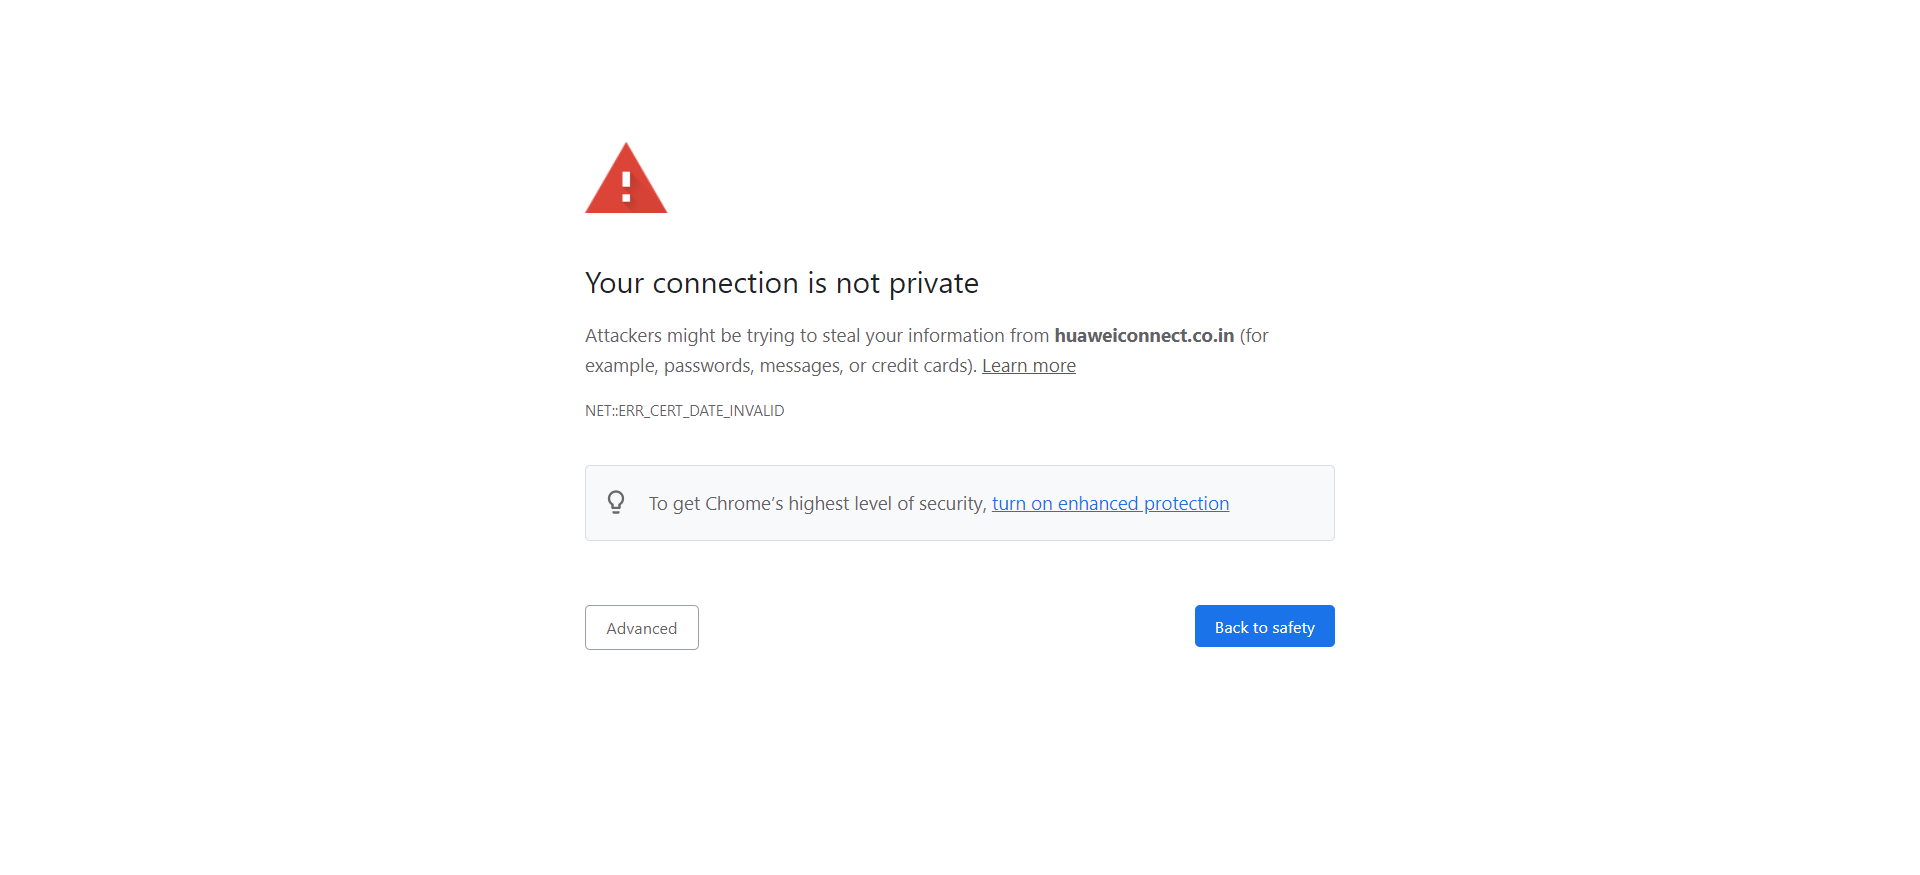 Your connection is not private
Attackers might be trying to steal your information from huaweiconnect.co.in (for
example, passwords, messages, or credit cards). Learn more
NET::ERR_CERT_DATE_INVALID
To get Chrome's highest level of security, turn on enhanced protection
Advanced
Back to safety